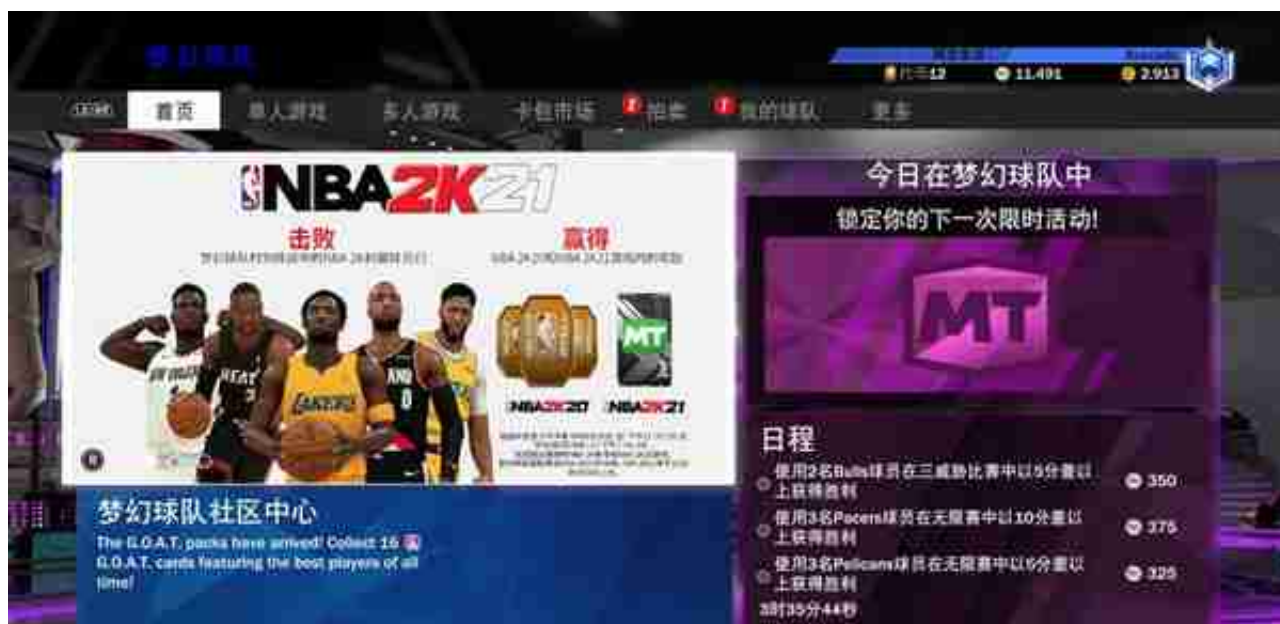 梦幻球队
代币12 11,491 2,913
首页 单人游戏 多人游戏 卡包市场 拍卖 我的球队 更多
NBA2K21
击败 赢得
MT
LAKERS
HEAT
NBA2K20 NBA2K21
今日在梦幻球队中
锁定你的下一次限时活动!
MT
日程
使用2名Bulls球员在三威胁比赛中以5分差以
上获得胜利
350
使用3名Pacers球员在无限赛中以10分差以
上获得胜利
375
使用3名Pelicans球员在无限赛中以5分差以
上获得胜利
325
3时35分44秒
梦幻球队社区中心
The G.O.A.T. packs have arrived! Collect 16
G.O.A.T. cards featuring the best players of all
time!